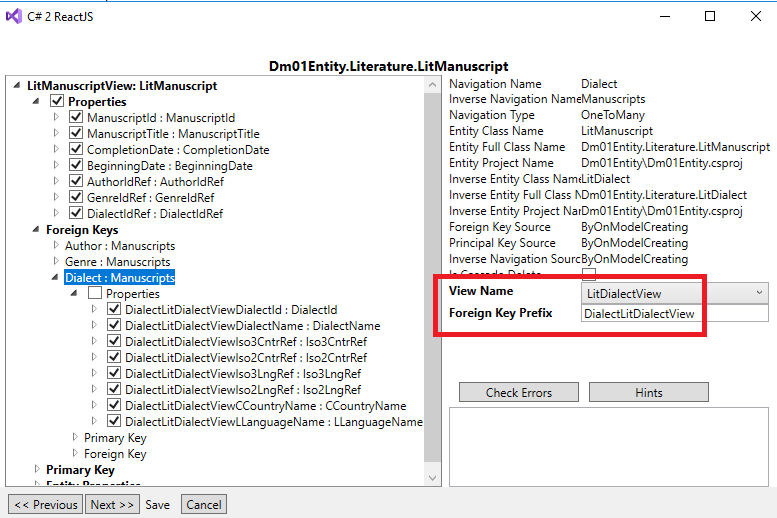 C# 2 ReactJS
Dm01Entity.Literature.LitManuscript
LitManuscriptView: LitManuscript
Properties
ManuscriptId : ManuscriptId
ManuscriptTitle : ManuscriptTitle
CompletionDate : CompletionDate
BeginningDate : BeginningDate
AuthorIdRef : AuthorIdRef
GenreIdRef : GenreIdRef
DialectIdRef : DialectIdRef
Foreign Keys
Author : Manuscripts
Genre : Manuscripts
Dialect : Manuscripts
Properties
DialectLitDialectViewDialectId : DialectId
DialectLitDialectViewDialectName : DialectName
DialectLitDialectViewIso3CntrRef : Iso3CntrRef
DialectLitDialectViewIso2CntrRef : Iso2CntrRef
DialectLitDialectViewIso3LngRef : Iso3LngRef
DialectLitDialectViewIso2LngRef : Iso2LngRef
DialectLitDialectViewCCountryName : CCountryName
DialectLitDialectViewLLanguageName : LLanguageName
Primary Key
Foreign Key
Primary Key
Entity Properties
Navigation Name Dialect
Inverse Navigation Name Manuscripts
Navigation Type OneToMany
Entity Class Name LitManuscript
Entity Full Class Name Dm01Entity.Literature.LitManuscript
Entity Project Name Dm01Entity\Dm01Entity.csproj
Inverse Entity Class Name LitDialect
Inverse Entity Full Class N Dm01Entity.Literature.LitDialect
Inverse Entity Project Nam Dm01Entity\Dm01Entity.csproj
Foreign Key Source ByOnModelCreating
Principal Key Source ByOnModelCreating
Inverse Navigation Sourc ByOnModelCreating
Is Cascade Delete
View Name LitDialectView
Foreign Key Prefix DialectLitDialectView
Check Errors Hints
<< Previous Next >> Save Cancel